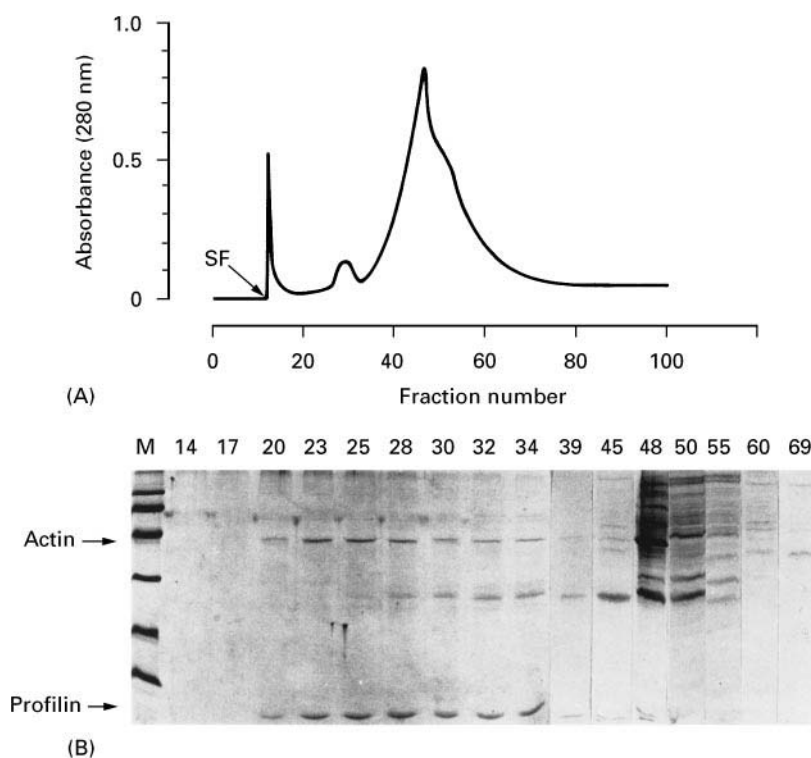 1.0
Absorbance (280 nm)
0.5
SF
0
0 20 40 60 80 100
(A)
Fraction number
M 14 17 20 23 25 28 30 32 34 39 45 48 50 55 60 69
Actin
Profilin
(B)